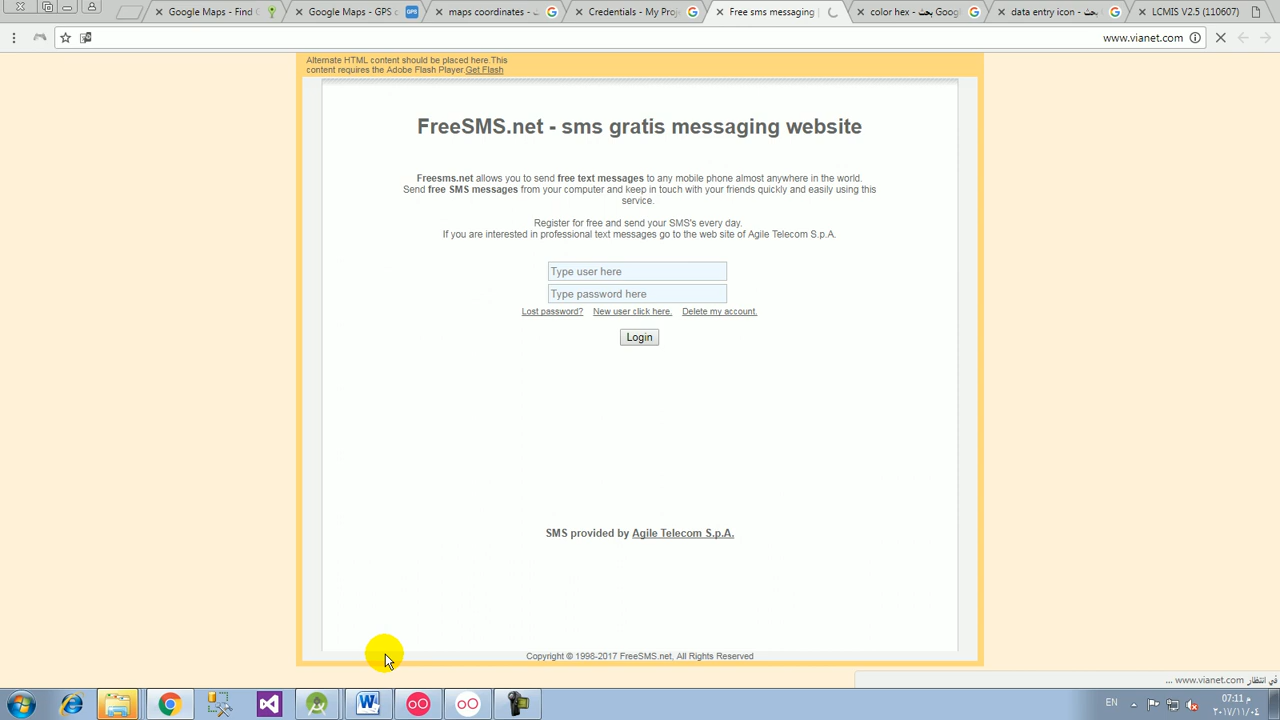 Google Maps - Find G
Google Maps - GPS c
maps coordinates -
Credentials - My Proj
Free sms messaging
color hex - بحث Goog
data entry icon - بحث
LCMIS V2.5 (110607)
www.vianet.com
Alternate HTML content should be placed here.This
content requires the Adobe Flash Player.Get Flash
FreeSMS.net - sms gratis messaging website
Freesms.net allows you to send free text messages to any mobile phone almost anywhere in the world.
Send free SMS messages from your computer and keep in touch with your friends quickly and easily using this
service.
Register for free and send your SMS's every day.
If you are interested in professional text messages go to the web site of Agile Telecom S.p.A.
Type user here
Type password here
Lost password? New user click here. Delete my account.
Login
SMS provided by Agile Telecom S.p.A.
Copyright © 1998-2017 FreeSMS.net, All Rights Reserved
في انتظار www.vianet.com ...
EN
07:11 م
٢٠١٧/١١/٠٤